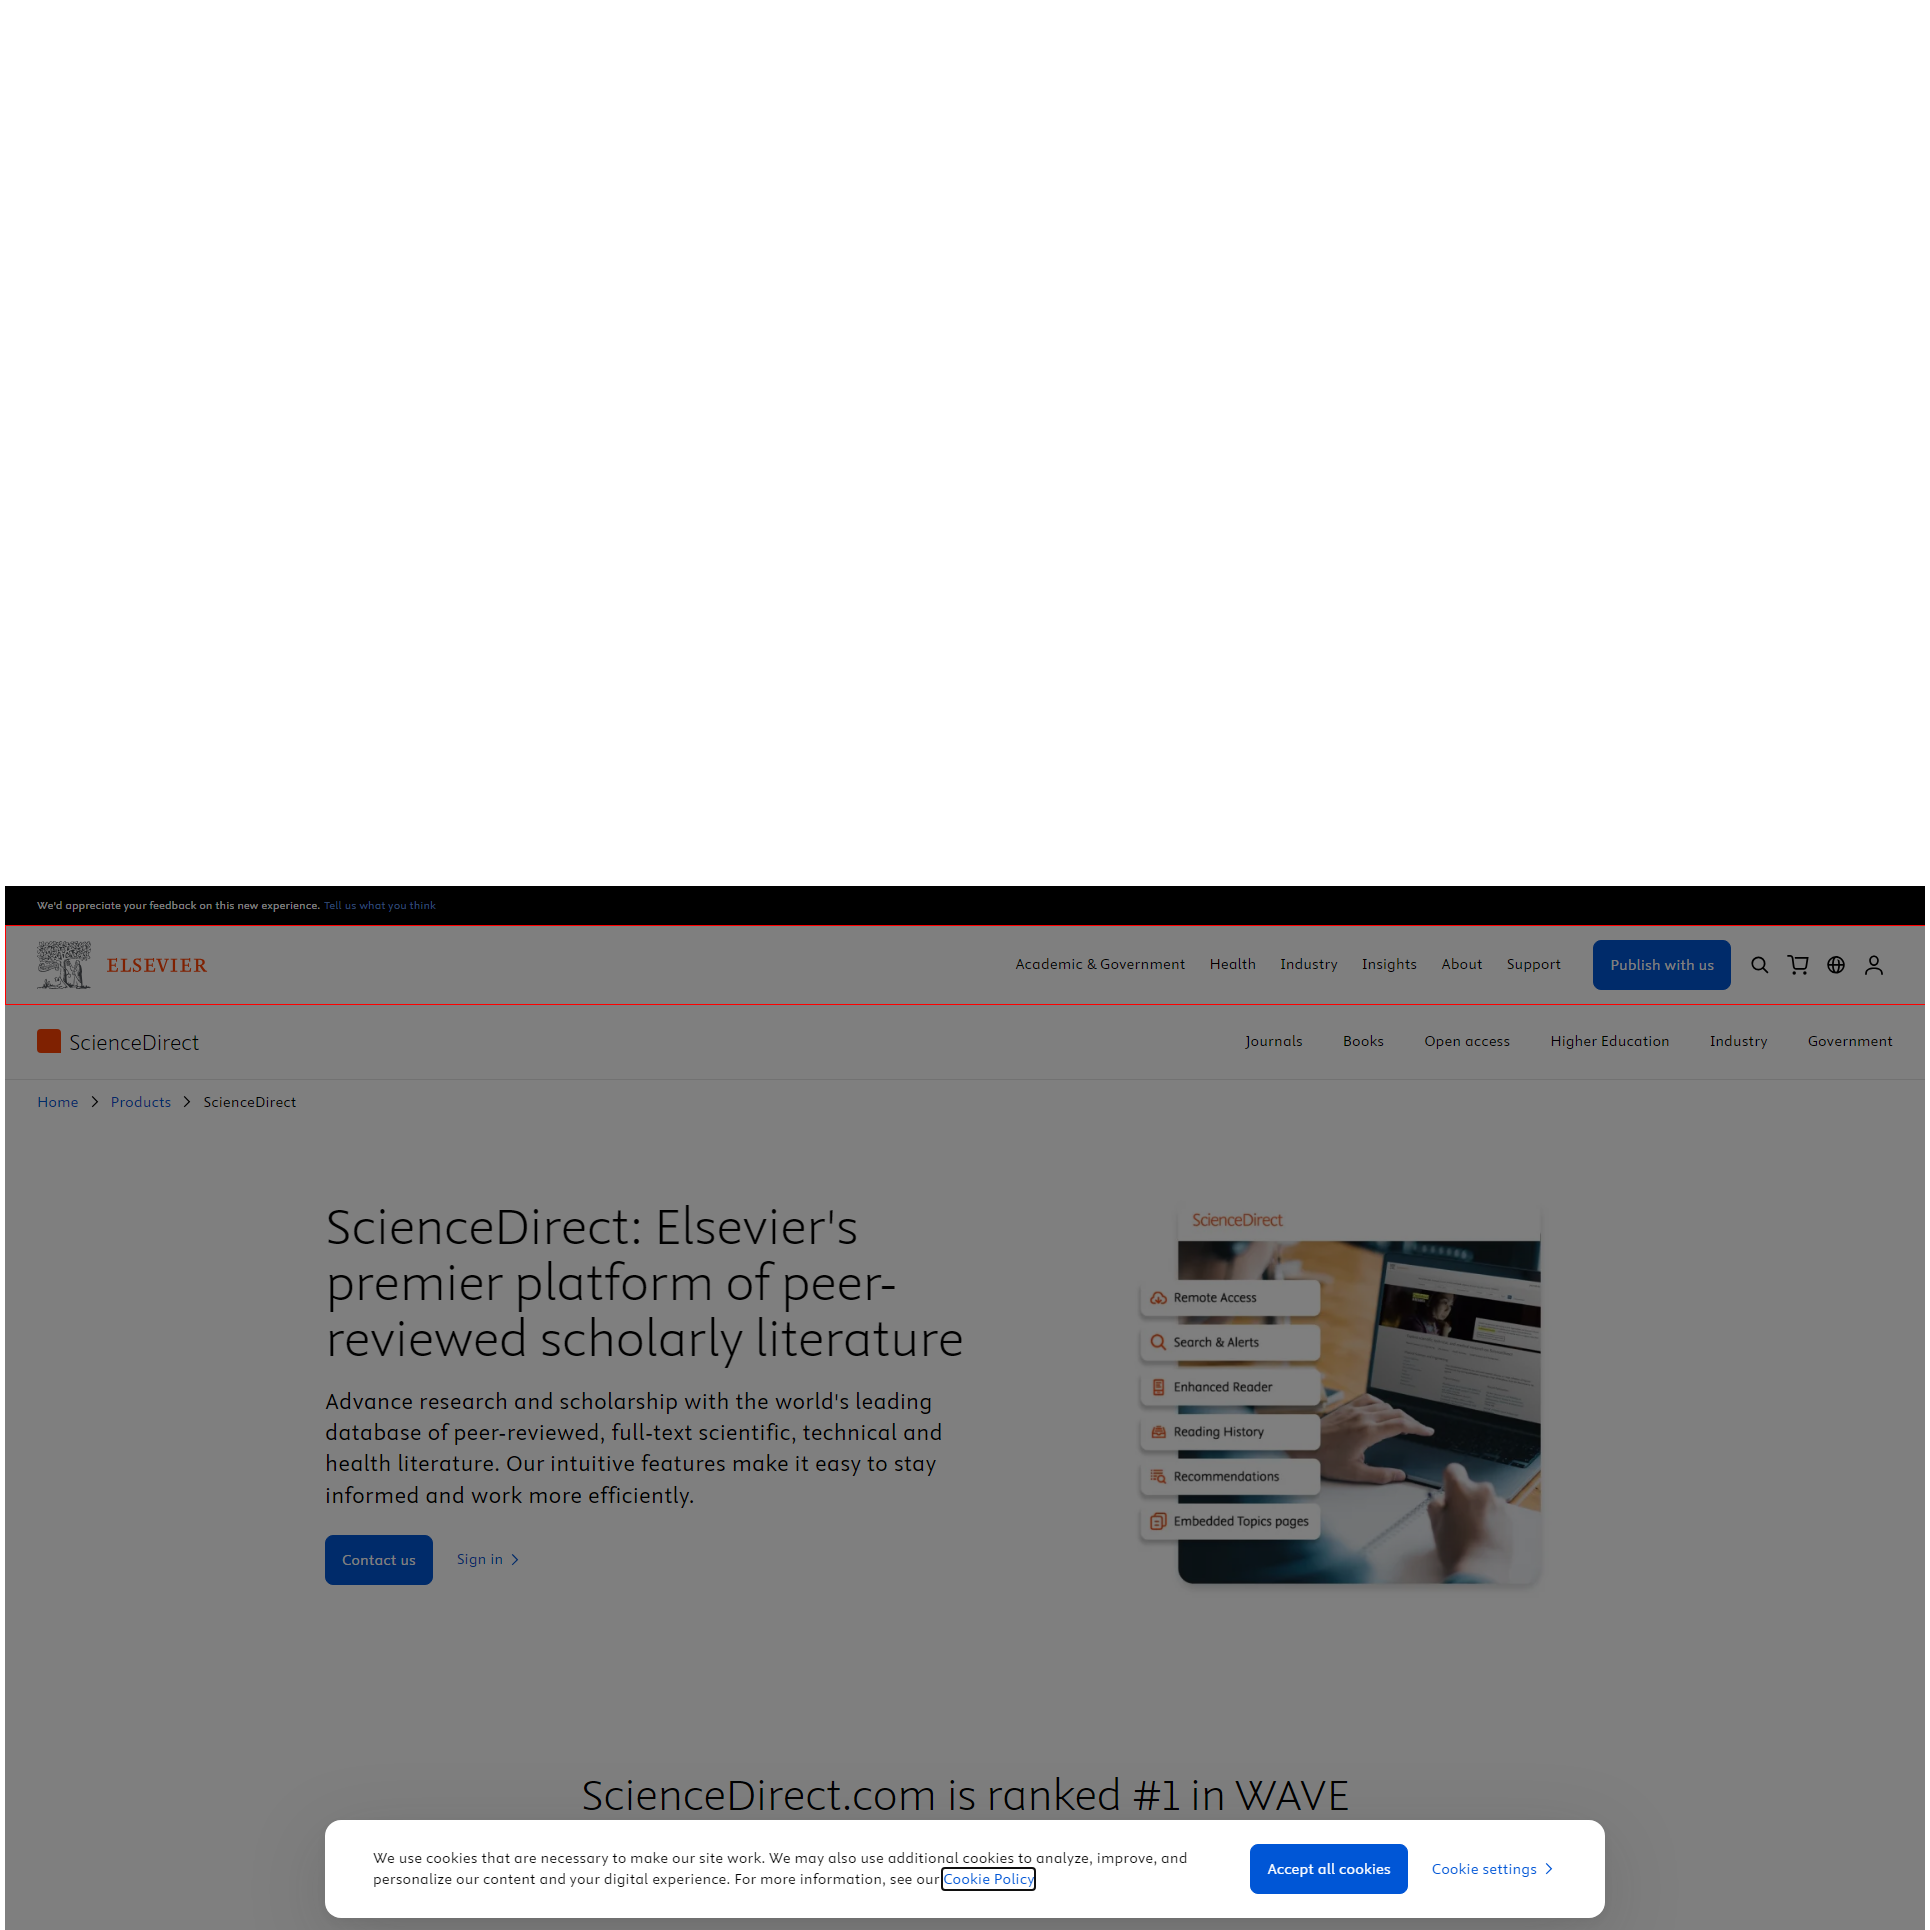 We'd appreciate your feedback on this new experience. Tell us what you think
ELSEVIER
Academic & Government Health Industry Insights About Support Publish with us
ScienceDirect
Journals Books Open access Higher Education Industry Government
Home Products ScienceDirect
ScienceDirect: Elsevier's
premier platform of peer-
reviewed scholarly literature
Advance research and scholarship with the world's leading
database of peer-reviewed, full-text scientific, technical and
health literature. Our intuitive features make it easy to stay
informed and work more efficiently.
Contact us Sign in
ScienceDirect
Remote Access
Search & Alerts
Enhanced Reader
Reading History
Recommendations
Embedded Topics pages
ScienceDirect.com is ranked #1 in WAVE
We use cookies that are necessary to make our site work. We may also use additional cookies to analyze, improve, and
personalize our content and your digital experience. For more information, see our Cookie Policy
Accept all cookies Cookie settings